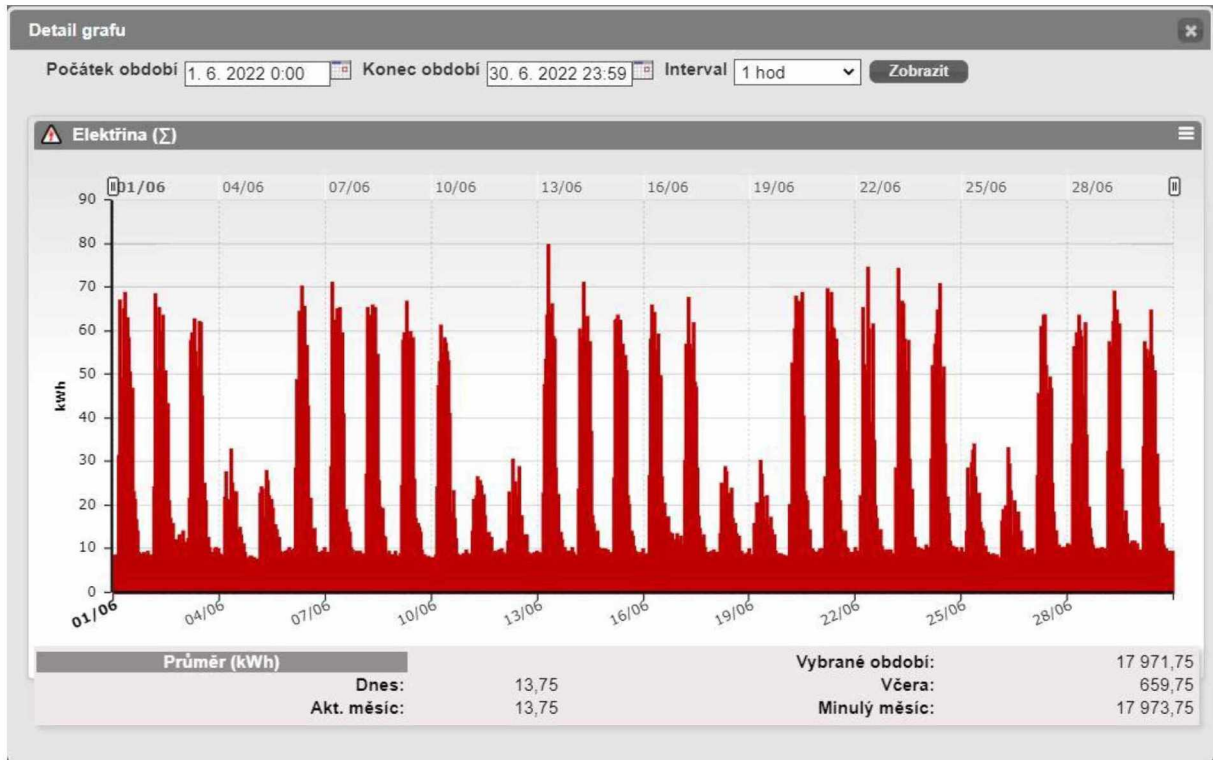 Detail grafu
Počátek období 1. 6. 2022 0:00 Konec období 30. 6. 2022 23:59 Interval 1 hod Zobrazit
Elektřina (∑)
01/06 04/06 07/06 10/06 13/06 16/06 19/06 22/06 25/06 28/06
90
80
70
60
50
40
30
20
10
0
kWh
01/06 04/06 07/06 10/06 13/06 16/06 19/06 22/06 25/06 28/06
Průměr (kWh) Vybrané období: 17 971,75
Dnes: 13,75 Včera: 659,75
Akt. měsíc: 13,75 Minulý měsíc: 17 973,75